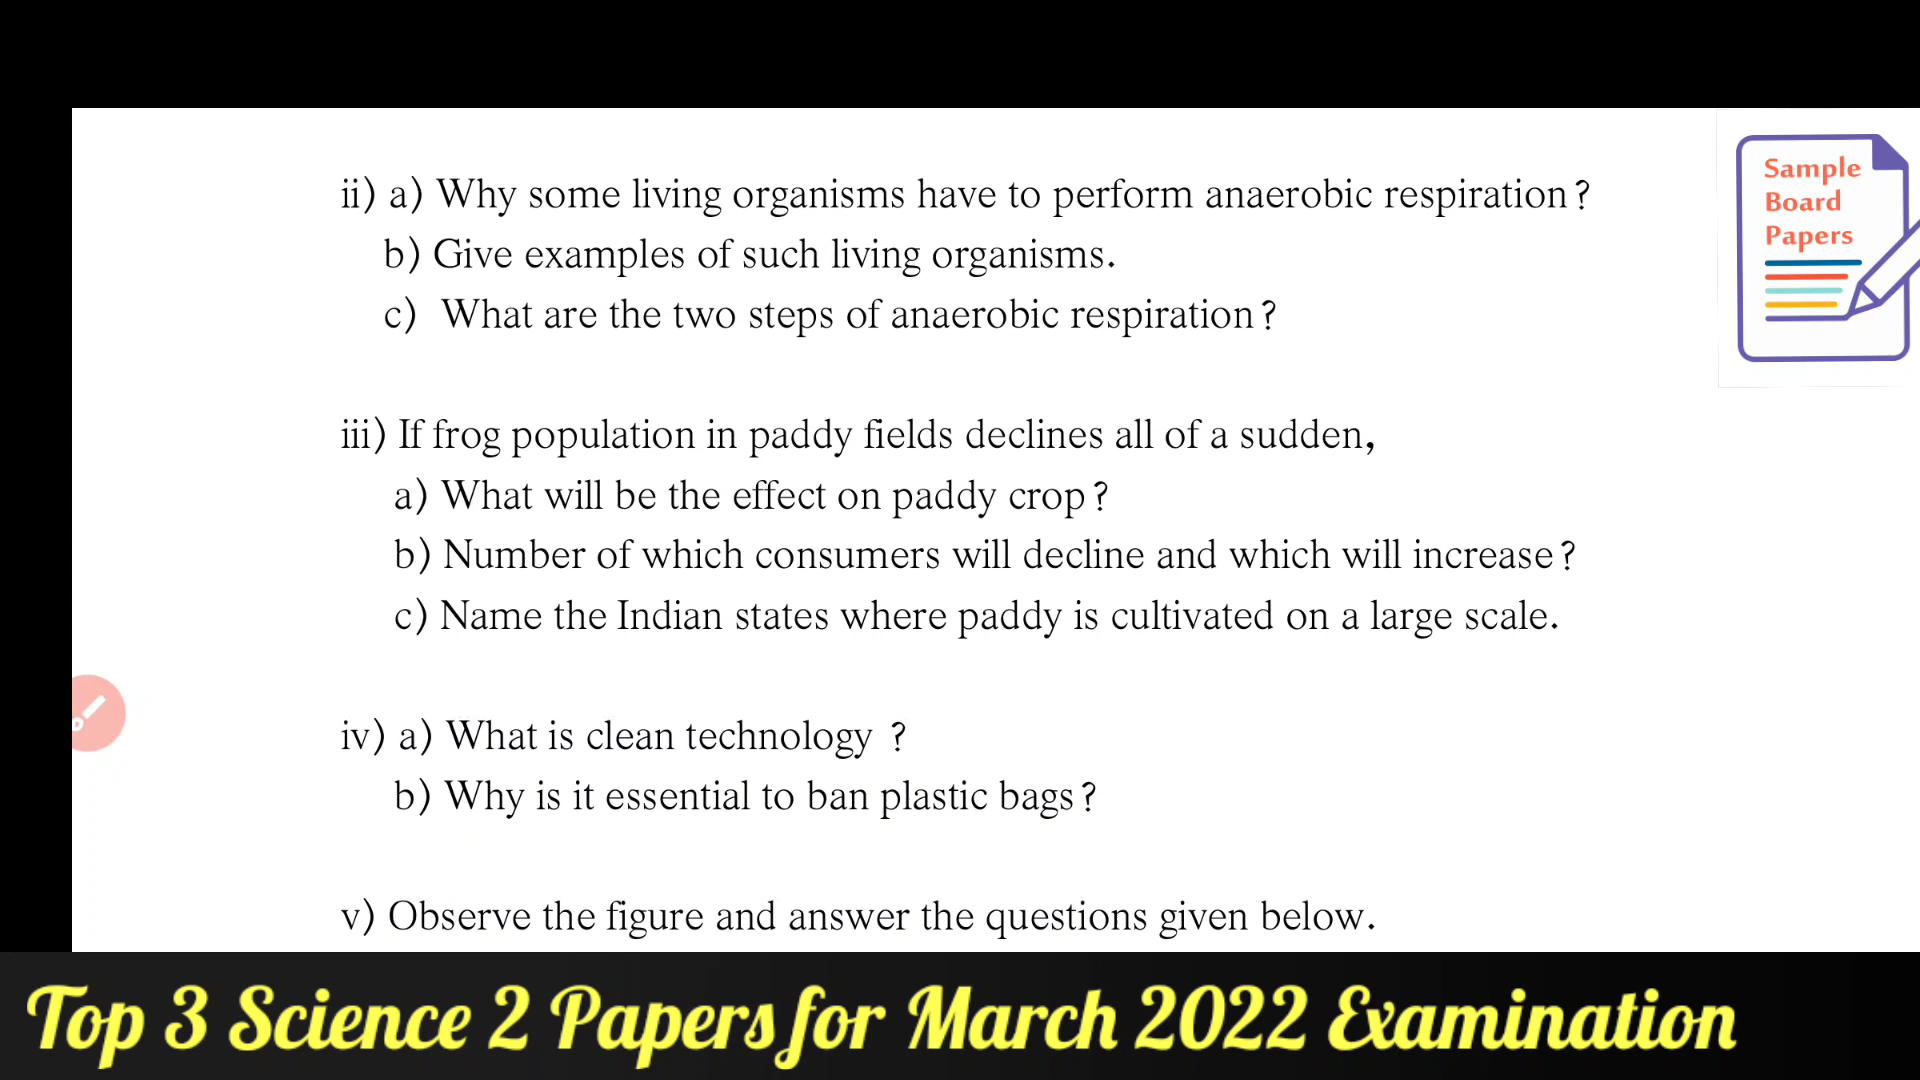 ii) a) Why some living organisms have to perform anaerobic respiration?
b) Give examples of such living organisms.
c) What are the two steps of anaerobic respiration?
iii) If frog population in paddy fields declines all of a sudden,
a) What will be the effect on paddy crop?
b) Number of which consumers will decline and which will increase?
c) Name the Indian states where paddy is cultivated on a large scale.
iv) a) What is clean technology ?
b) Why is it essential to ban plastic bags?
v) Observe the figure and answer the questions given below.
Sample
Board
Papers
Top 3 Science 2 Papers for March 2022 Examination